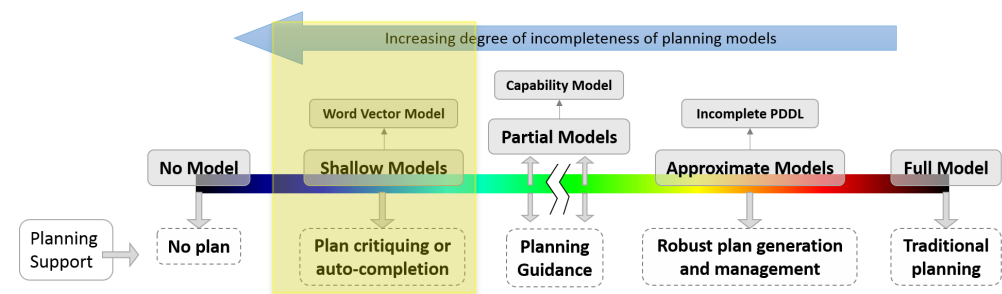 Increasing degree of incompleteness of planning models
Capability Model
Word Vector Model
Incomplete PDDL
Partial Models
No Model
Shallow Models
Approximate Models
Full Model
Planning
Support
No plan
Plan critiquing or
auto-completion
Planning
Guidance
Robust plan generation
and management
Traditional
planning